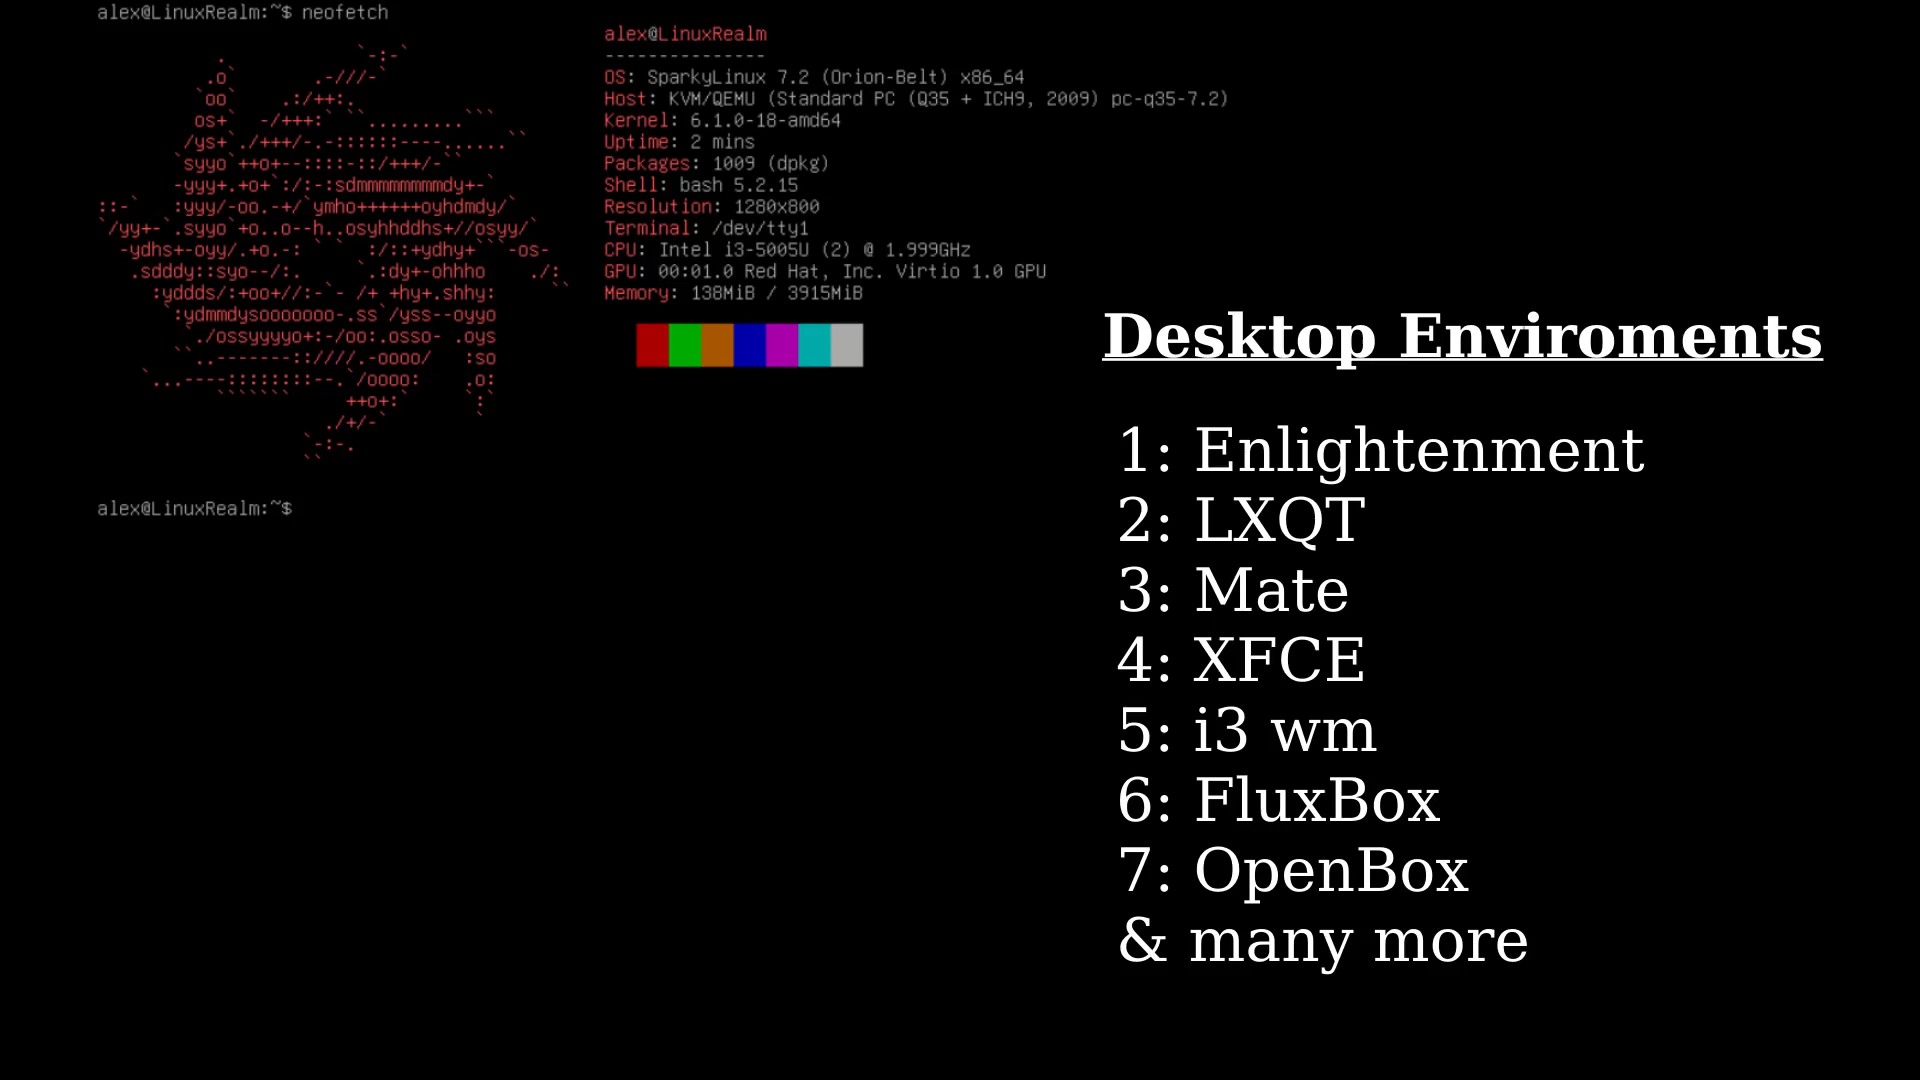 alex@LinuxRealm:~$ neofetch
alex@LinuxRealm
---------------
OS: SparkyLinux 7.2 (Orion-Belt) x86_64
Host: KVM/QEMU (Standard PC (Q35 + ICH9, 2009) pc-q35-7.2)
Kernel: 6.1.0-18-amd64
Uptime: 2 mins
Packages: 1009 (dpkg)
Shell: bash 5.2.15
Resolution: 1280x800
Terminal: /dev/tty1
CPU: Intel i3-5005U (2) @ 1.999GHz
GPU: 00:01.0 Red Hat, Inc. Virtio 1.0 GPU
Memory: 138MiB / 3915MiB
alex@LinuxRealm:~$
Desktop Enviroments
1: Enlightenment
2: LXQT
3: Mate
4: XFCE
5: i3 wm
6: FluxBox
7: OpenBox
& many more